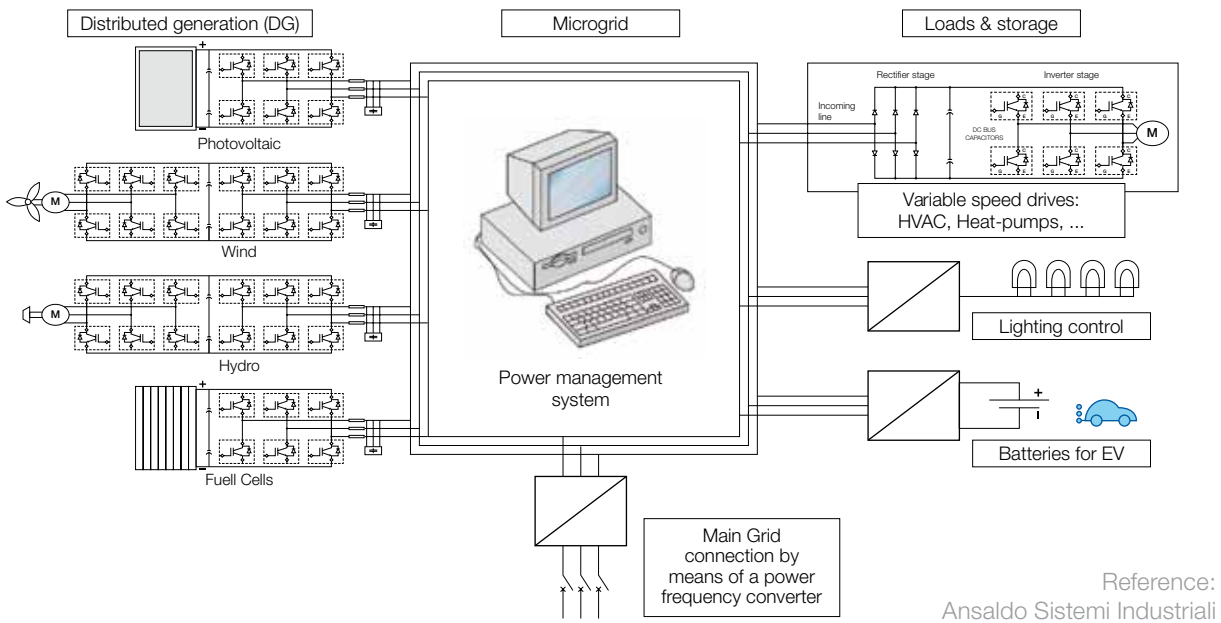 Distributed generation (DG)
Microgrid
Loads & storage
+
–
Photovoltaic
M
Wind
M
Hydro
+
–
Fuell Cells
Power management
system
Rectifier stage
Inverter stage
Incoming
line
DC BUS
CAPACITORS
C
C
C
G
E
G
E
G
E
C
C
C
G
E
G
E
G
E
M
Variable speed drives:
HVAC, Heat-pumps, ...
Lighting control
+
Batteries for EV
Main Grid
connection by
means of a power
frequency converter
Reference:
Ansaldo Sistemi Industriali